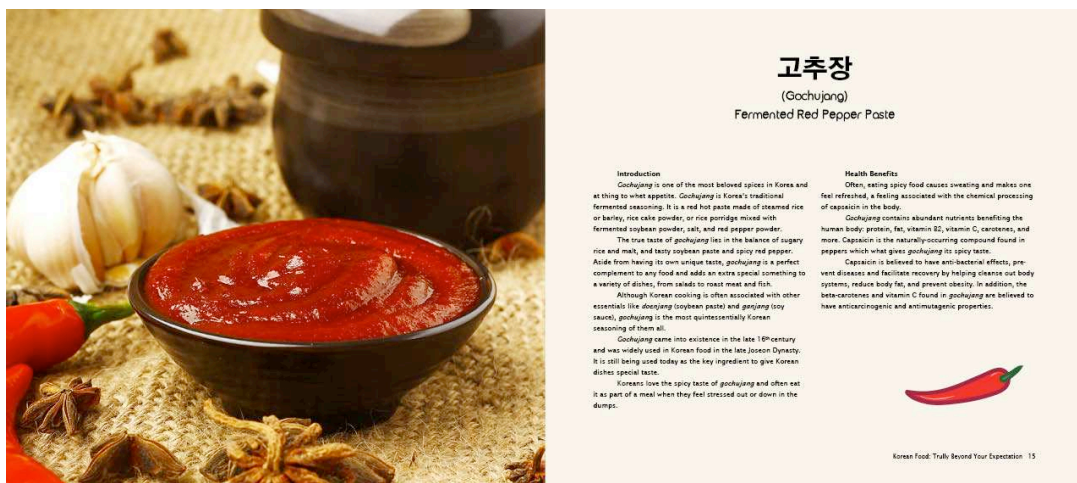 고추장
(Gochujang)
Fermented Red Pepper Paste
Introduction
Gochujang is one of the most beloved spices in Korea and
at thing to whet appetite. Gochujang is Korea's traditional
fermented seasoning. It is a red hot paste made of steamed rice
or barley, rice cake powder, or rice porridge mixed with
fermented soybean powder, salt, and red pepper powder.
The true taste of gochujang lies in the balance of sugary
rice and malt, and tasty soybean paste and spicy red pepper.
Aside from having its own unique taste, gochujang is a perfect
complement to any food and adds an extra special something to
a variety of dishes, from salads to roast meat and fish.
Although Korean cooking is often associated with other
essentials like doenjang (soybean paste) and ganjang (soy
sauce), gochujang is the most quintessentially Korean
seasoning of them all.
Gochujang came into existence in the late 16th century
and was widely used in Korean food in the late Joseon Dynasty.
It is still being used today as the key ingredient to give Korean
dishes special taste.
Koreans love the spicy taste of gochujang and often eat
it as part of a meal when they feel stressed out or down in the
dumps.
Health Benefits
Often, eating spicy food causes sweating and makes one
feel refreshed, a feeling associated with the chemical processing
of capsaicin in the body.
Gochujang contains abundant nutrients benefiting the
human body: protein, fat, vitamin B2, vitamin C, carotenes, and
more. Capsaicin is the naturally-occurring compound found in
peppers which what gives gochujang its spicy taste.
Capsaicin is believed to have anti-bacterial effects, pre-
vent diseases and facilitate recovery by helping cleanse out body
systems, reduce body fat, and prevent obesity. In addition, the
beta-carotenes and vitamin C found in gochujang are believed to
have anticarcinogenic and antimutagenic properties.
Korean Food: Trully Beyond Your Expectation 15